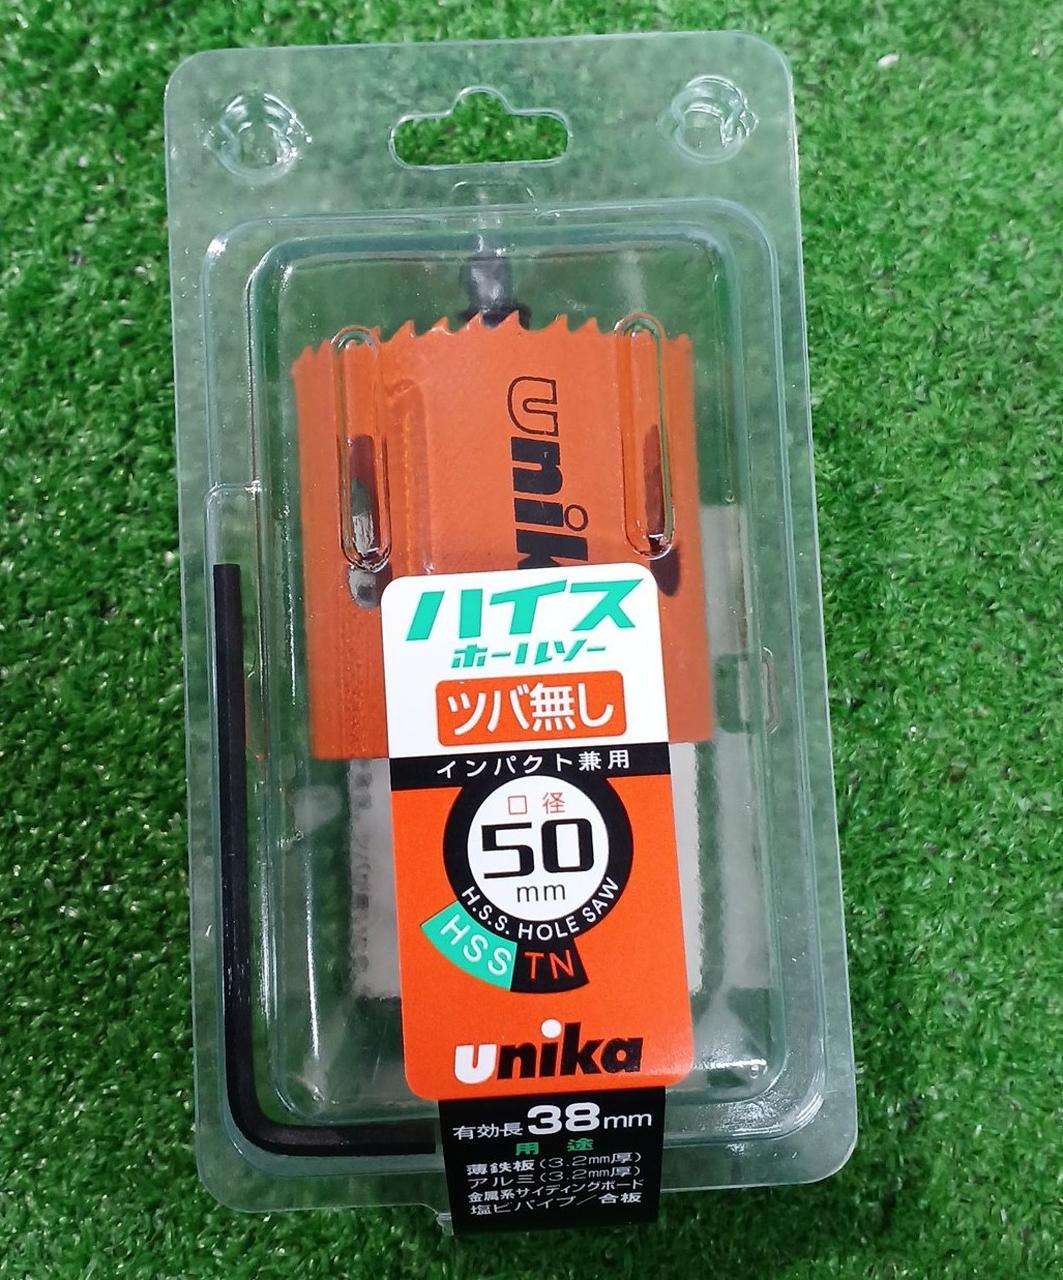 unik
ハイス
ホールソー
ツバ無し
インパクト兼用
口径
50
mm
H.S.S. HOLE SAW
HSS TN
unika
有効長38mm
用途
薄鉄板(3.2mm厚)
アルミ(3.2mm厚)
金属系サイディングボード
塩ビパイプ/合板